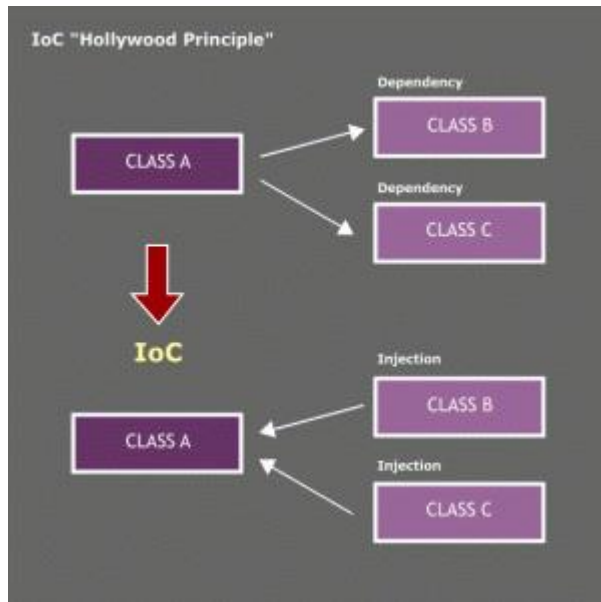 IoC "Hollywood Principle"
Dependency
CLASS B
CLASS A
Dependency
CLASS C
IoC
Injection
CLASS B
CLASS A
Injection
CLASS C